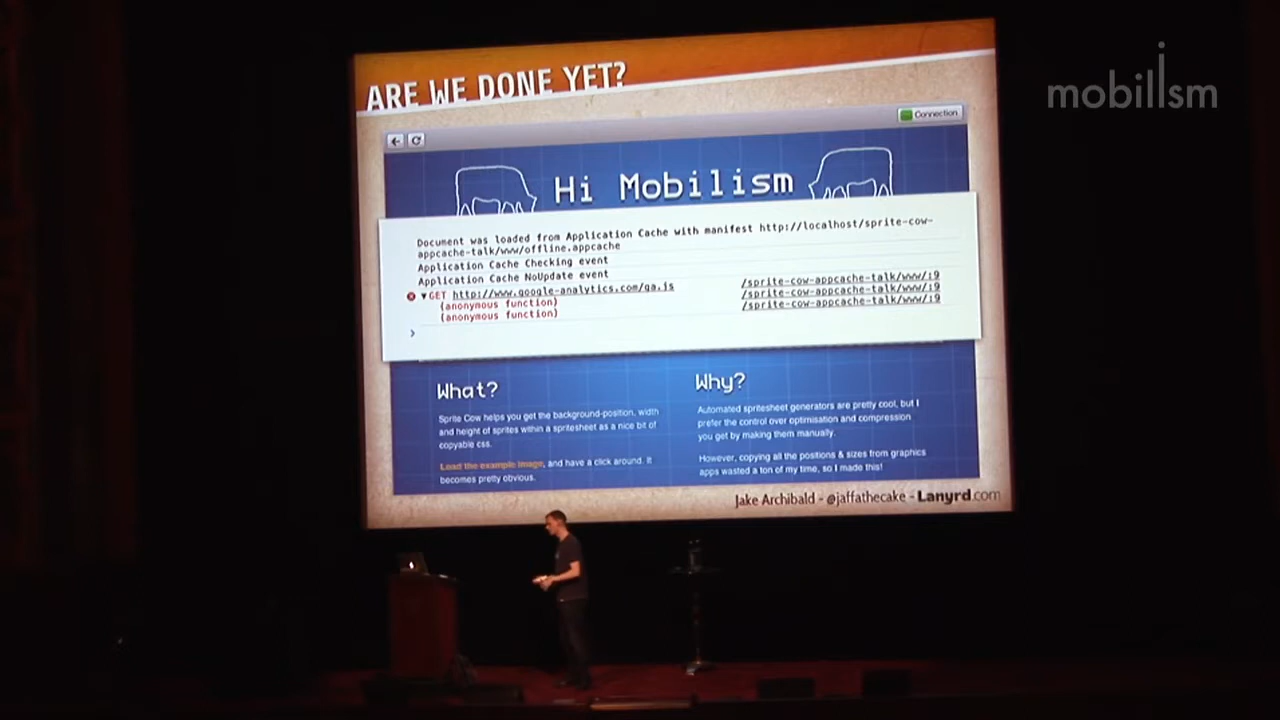 mobilism
ARE WE DONE YET?
Connection
Hi Mobilism
Document was loaded from Application Cache with manifest http://localhost/sprite-cow-
appcache-talk/www/offline.appcache
Application Cache Checking event
Application Cache NoUpdate event
GET http://www.google-analytics.com/ga.js /sprite-cow-appcache-talk/www/:9
(anonymous function) /sprite-cow-appcache-talk/www/:9
(anonymous function) /sprite-cow-appcache-talk/www/:9
What?
Sprite Cow helps you get the background-position, width
and height of sprites within a spritesheet as a nice bit of
copyable css.
Load the example image, and have a click around. It
becomes pretty obvious.
Why?
Automated spritesheet generators are pretty cool, but I
prefer the control over optimisation and compression
you get by making them manually.
However, copying all the positions & sizes from graphics
apps wasted a ton of my time, so I made this!
Jake Archibald - @jaffathecake - Lanyrd.com